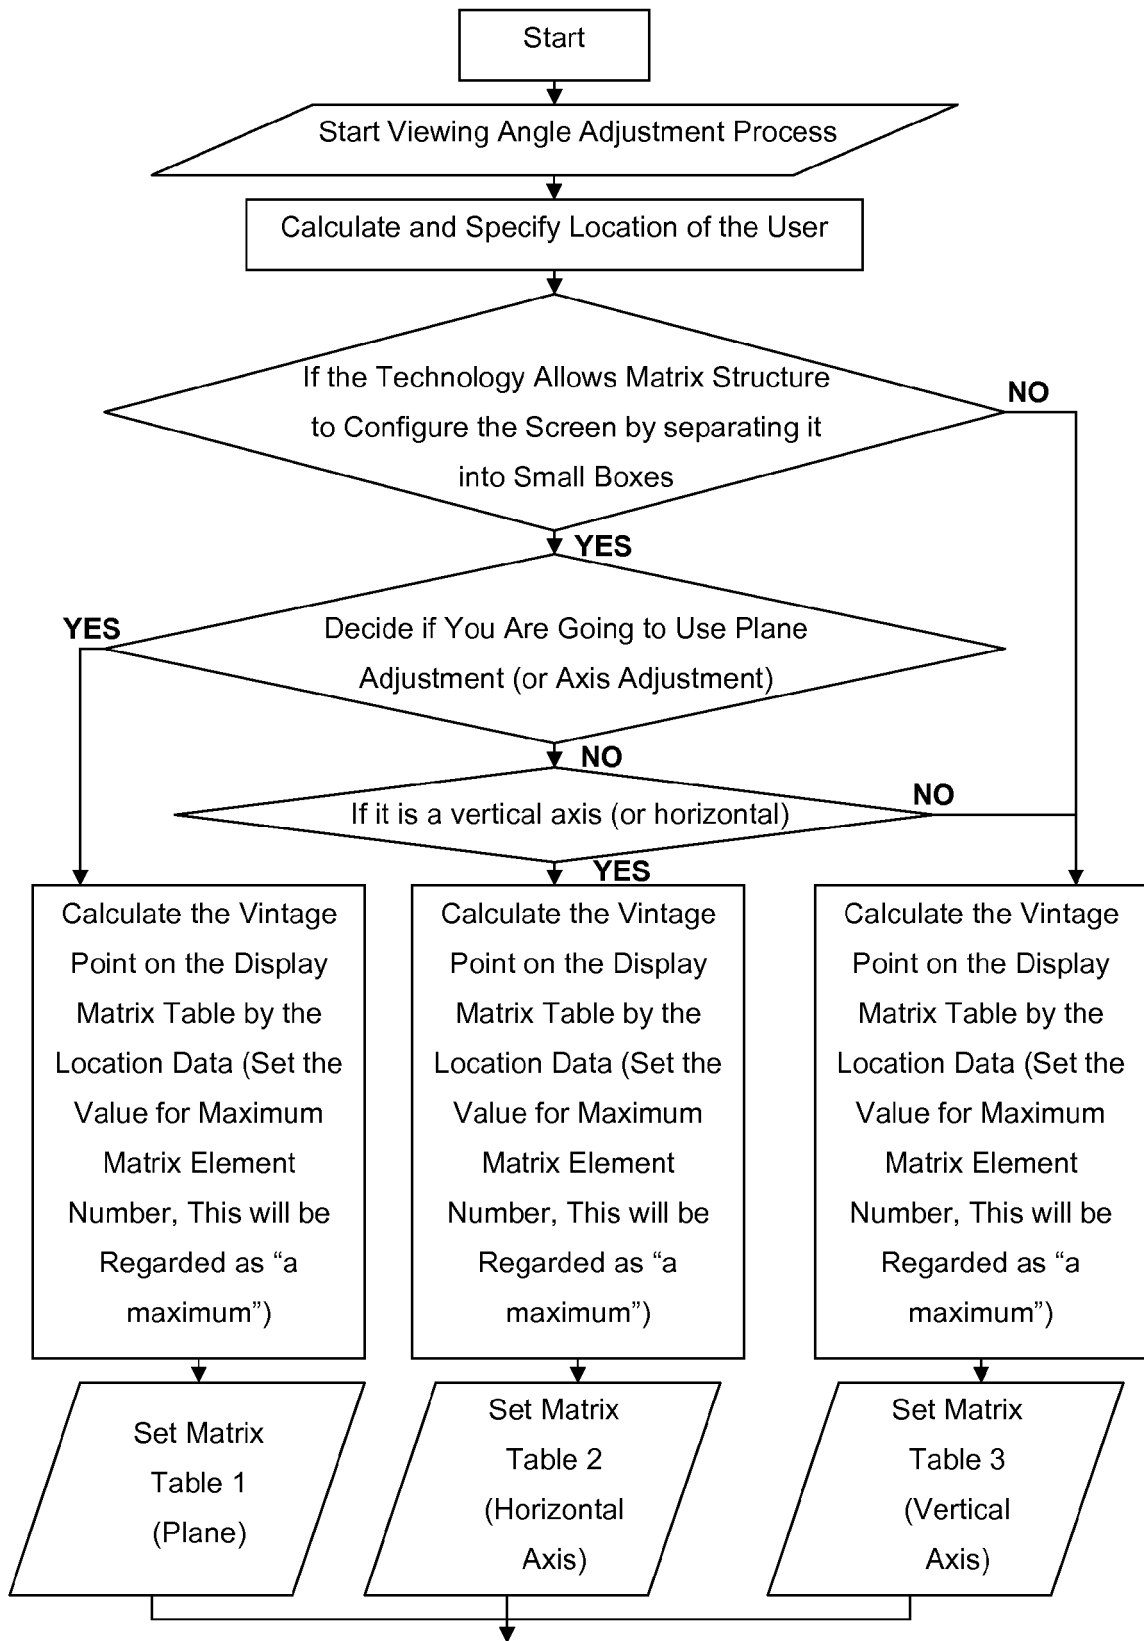 Start
Start Viewing Angle Adjustment Process
Calculate and Specify Location of the User
If the Technology Allows Matrix Structure
to Configure the Screen by separating it
into Small Boxes
NO
YES
Decide if You Are Going to Use Plane
Adjustment (or Axis Adjustment)
YES
NO
If it is a vertical axis (or horizontal)
NO
YES
Calculate the Vintage
Point on the Display
Matrix Table by the
Location Data (Set the
Value for Maximum
Matrix Element
Number, This will be
Regarded as “a
maximum”)
Calculate the Vintage
Point on the Display
Matrix Table by the
Location Data (Set the
Value for Maximum
Matrix Element
Number, This will be
Regarded as “a
maximum”)
Calculate the Vintage
Point on the Display
Matrix Table by the
Location Data (Set the
Value for Maximum
Matrix Element
Number, This will be
Regarded as “a
maximum”)
Set Matrix
Table 1
(Plane)
Set Matrix
Table 2
(Horizontal
Axis)
Set Matrix
Table 3
(Vertical
Axis)